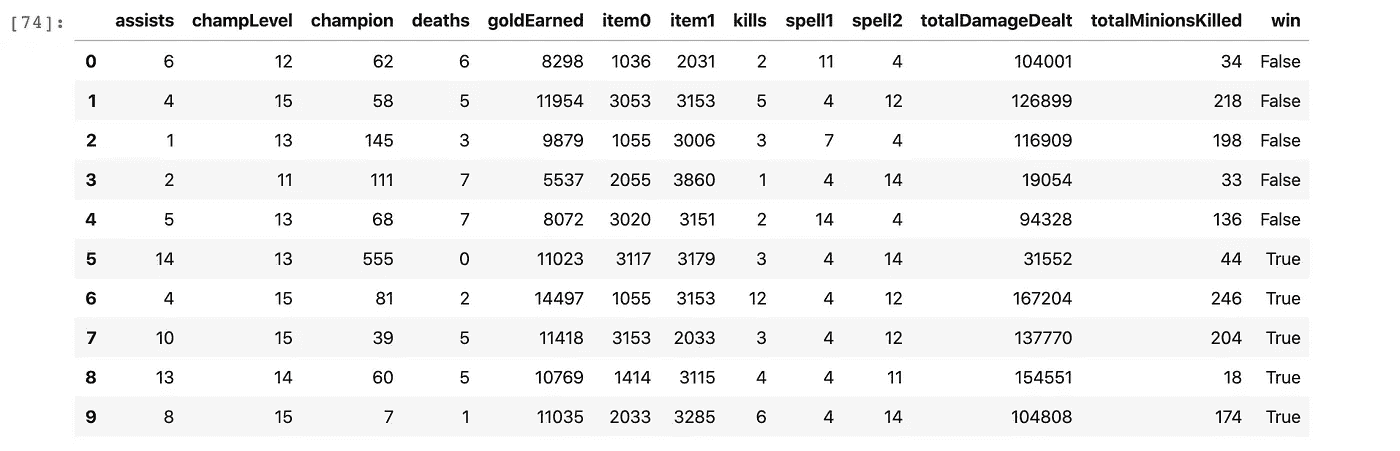 [74]: assists champLevel champion deaths goldEarned item0 item1 kills spell1 spell2 totalDamageDealt totalMinionsKilled win
0 6 12 62 6 8298 1036 2031 2 11 4 104001 34 False
1 4 15 58 5 11954 3053 3153 5 4 12 126899 218 False
2 1 13 145 3 9879 1055 3006 3 7 4 116909 198 False
3 2 11 111 7 5537 2055 3860 1 4 14 19054 33 False
4 5 13 68 7 8072 3020 3151 2 14 4 94328 136 False
5 14 13 555 0 11023 3117 3179 3 4 14 31552 44 True
6 4 15 81 2 14497 1055 3153 12 4 12 167204 246 True
7 10 15 39 5 11418 3153 2033 3 4 12 137770 204 True
8 13 14 60 5 10769 1414 3115 4 4 11 154551 18 True
9 8 15 7 1 11035 2033 3285 6 4 14 104808 174 True